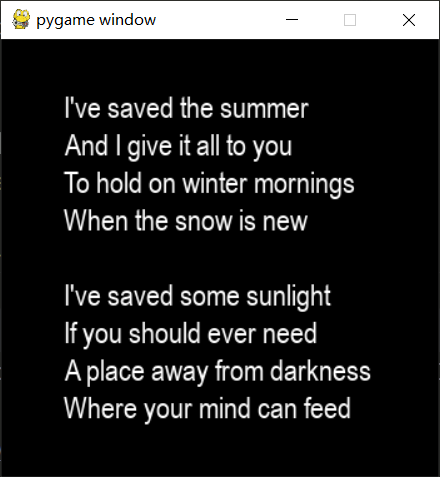 pygame window
I've saved the summer
And I give it all to you
To hold on winter mornings
When the snow is new
I've saved some sunlight
If you should ever need
A place away from darkness
Where your mind can feed